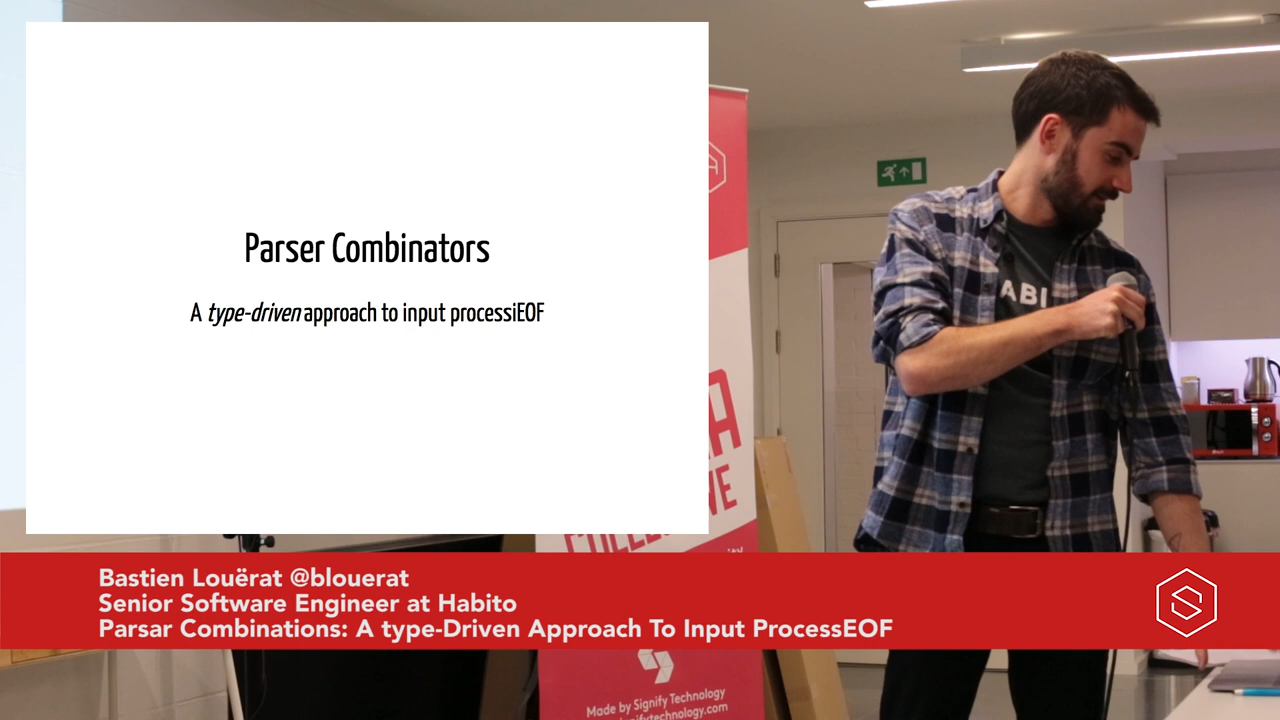 Parser Combinators
A type-driven approach to input processiEOF
ABI
Bastien Louërat @blouerat
Senior Software Engineer at Habito
Parsar Combinations: A type-Driven Approach To Input ProcessEOF
Made by Signify Technology